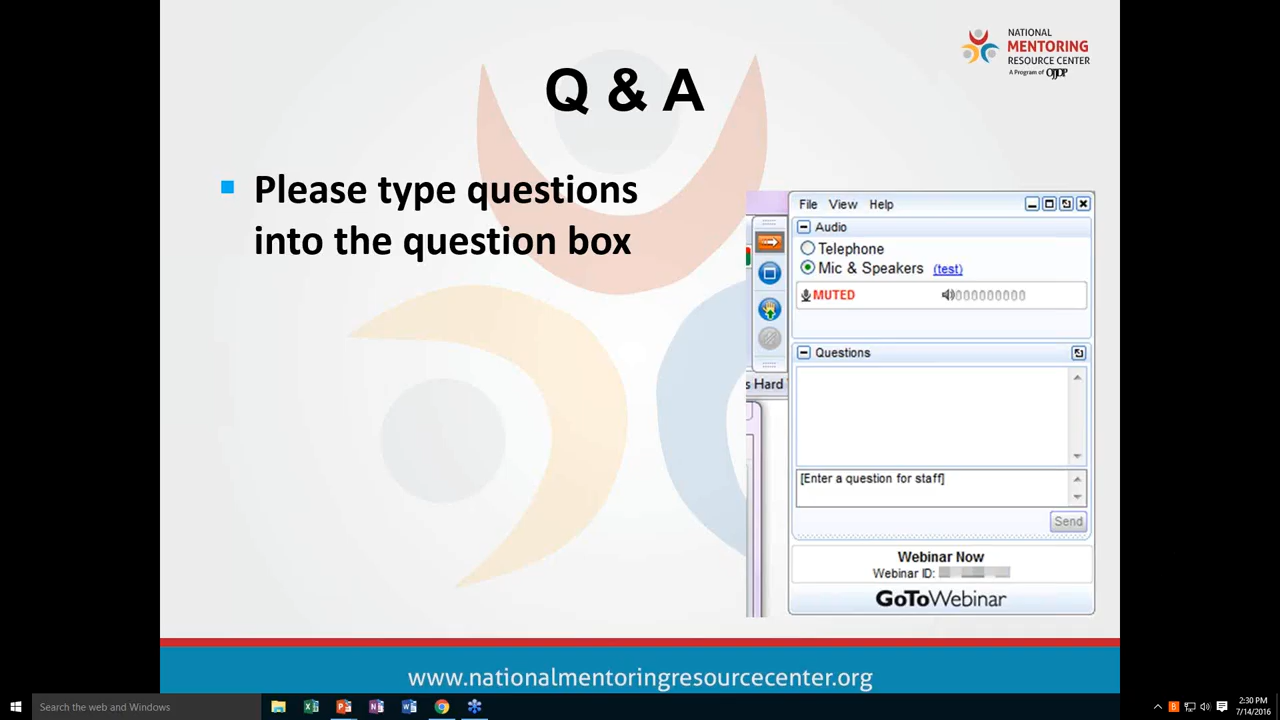 NATIONAL
MENTORING
RESOURCE CENTER
A Program of OJJDP
Q & A
Please type questions
into the question box
File View Help
Audio
Telephone
Mic & Speakers (test)
MUTED
Questions
s Hard
[Enter a question for staff]
Send
Webinar Now
Webinar ID:
GoToWebinar
www.nationalmentoringresourcecenter.org
Search the web and Windows
2:30 PM
7/14/2016